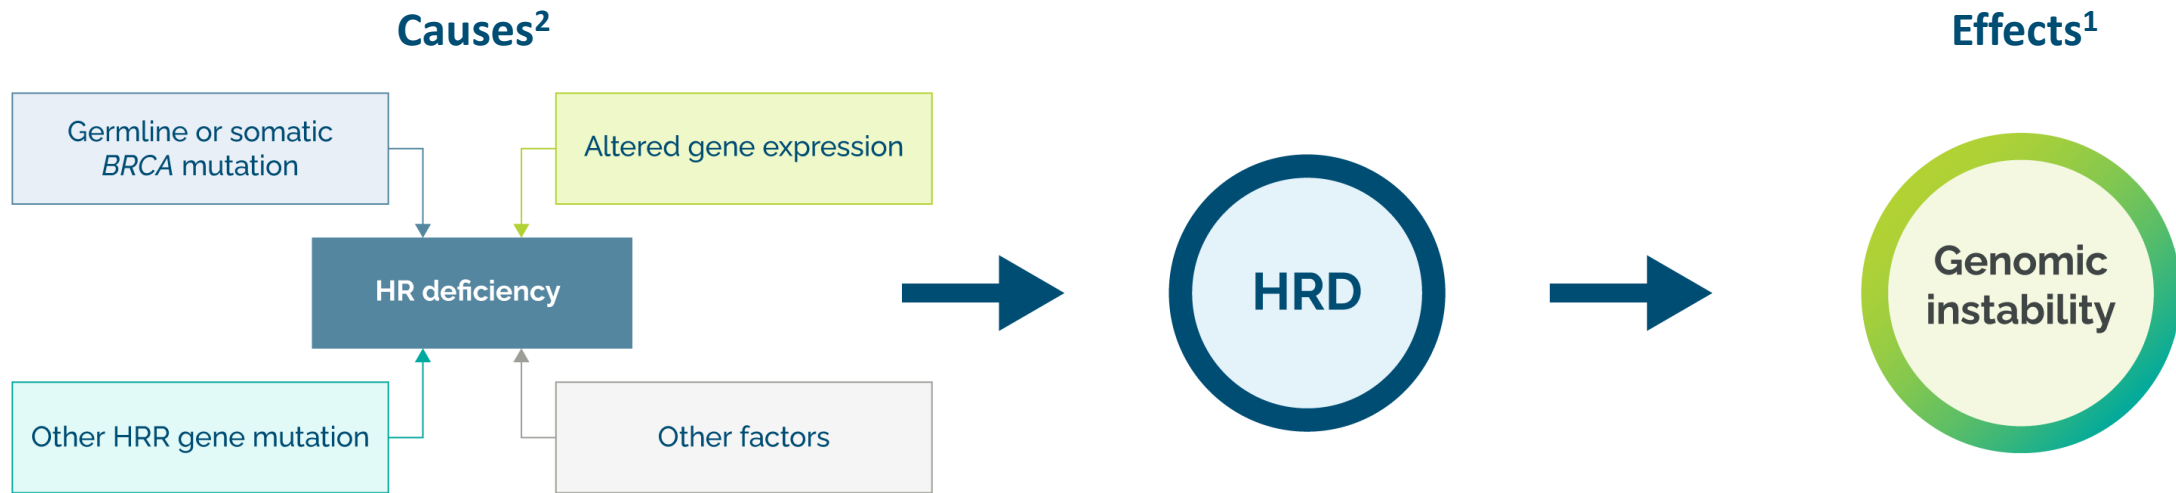 Causes²
Effects¹
Germline or somatic
BRCA mutation
Altered gene expression
HR deficiency
Other HRR gene mutation
Other factors
HRD
Genomic
instability